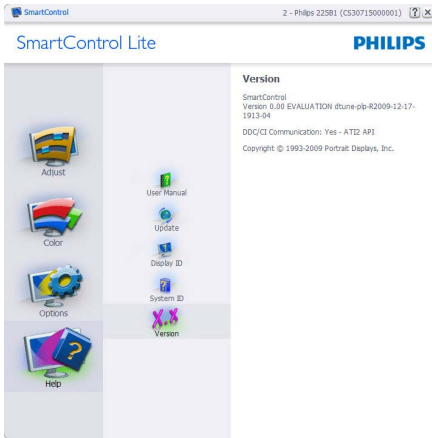 SmartControl
2 - Philips 225B1 (CS30715000001)
SmartControl Lite
PHILIPS
Adjust
Color
Options
Help
User Manual
Update
Display ID
System ID
X.X
Version
Version
SmartControl
Version 0.00 EVALUATION dtune-plp-R2009-12-17-
1913-04
DDC/CI Communication: Yes - ATI2 API
Copyright © 1993-2009 Portrait Displays, Inc.